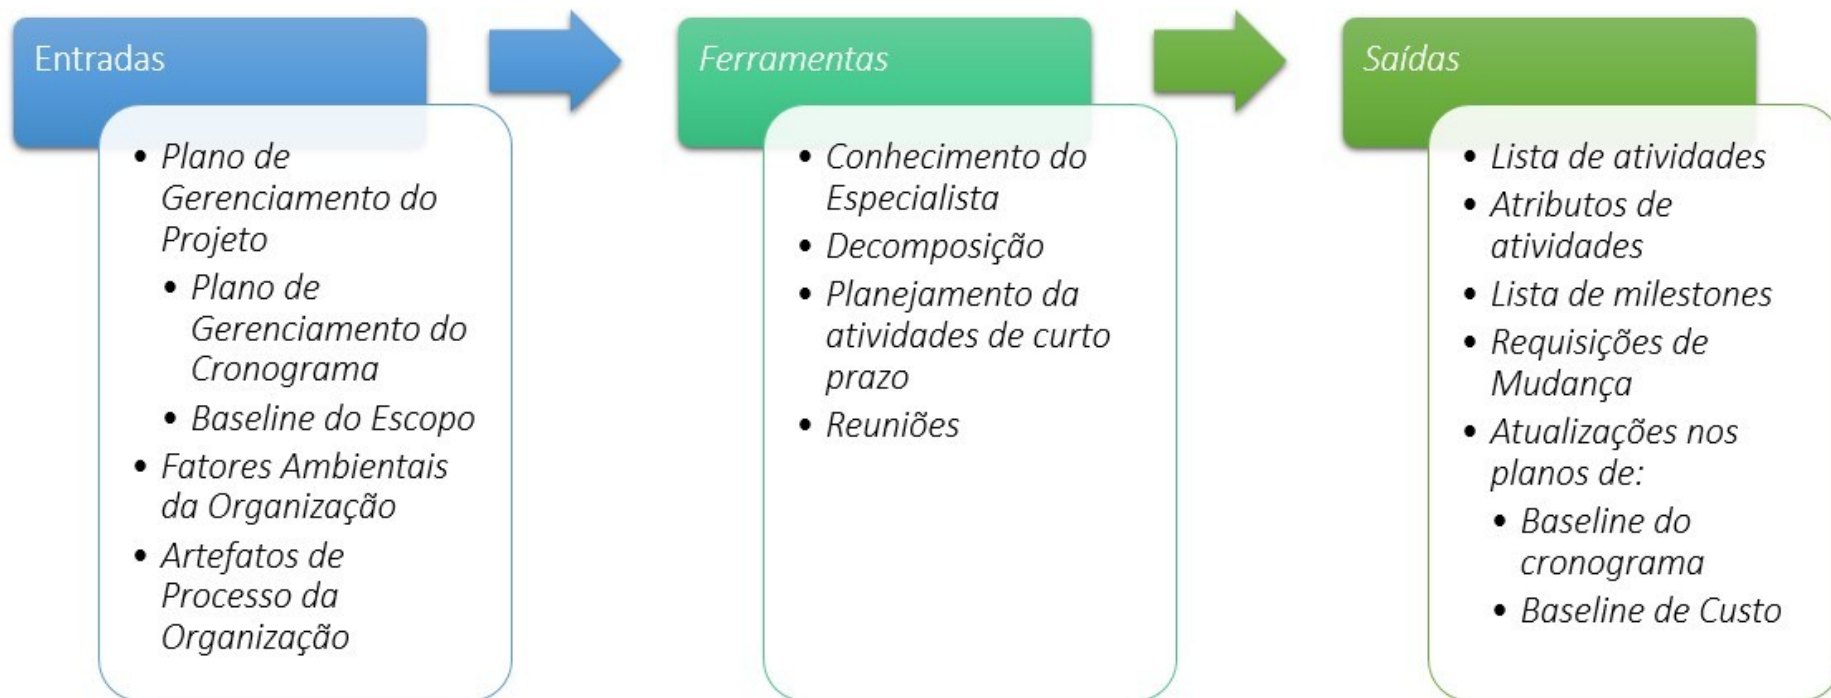 Entradas
• Plano de
Gerenciamento do
Projeto
• Plano de
Gerenciamento do
Cronograma
• Baseline do Escopo
• Fatores Ambientais
da Organização
• Artefatos de
Processo da
Organização
Ferramentas
• Conhecimento do
Especialista
• Decomposição
• Planejamento da
atividades de curto
prazo
• Reuniões
Saídas
• Lista de atividades
• Atributos de
atividades
• Lista de milestones
• Requisições de
Mudança
• Atualizações nos
planos de:
• Baseline do
cronograma
• Baseline de Custo